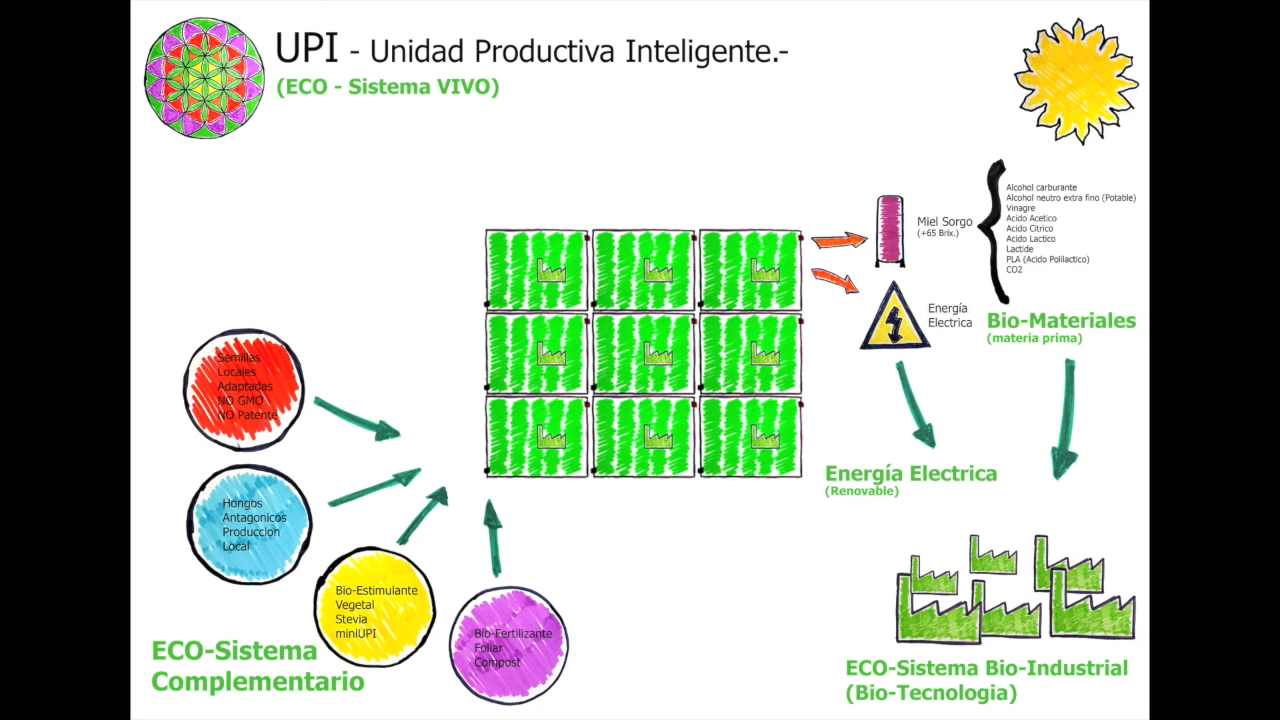 UPI - Unidad Productiva Inteligente.-
(ECO - Sistema VIVO)
Miel Sorgo
(+65 Brix.)
Alcohol carburante
Alcohol neutro extra fino (Potable)
Vinagre
Acido Acetico
Acido Citrico
Acido Lactico
Lactide
PLA (Acido Polilactico)
CO2
Energía
Electrica
Bio-Materiales
(materia prima)
Semillas
Locales
Adaptadas
NO GMO
NO Patente
Energía Electrica
(Renovable)
Hongos
Antagonicos
Produccion
Local
Bio-Estimulante
Vegetal
Stevia
miniUPI
Bio-Fertilizante
Foliar
Compost
ECO-Sistema
Complementario
ECO-Sistema Bio-Industrial
(Bio-Tecnologia)